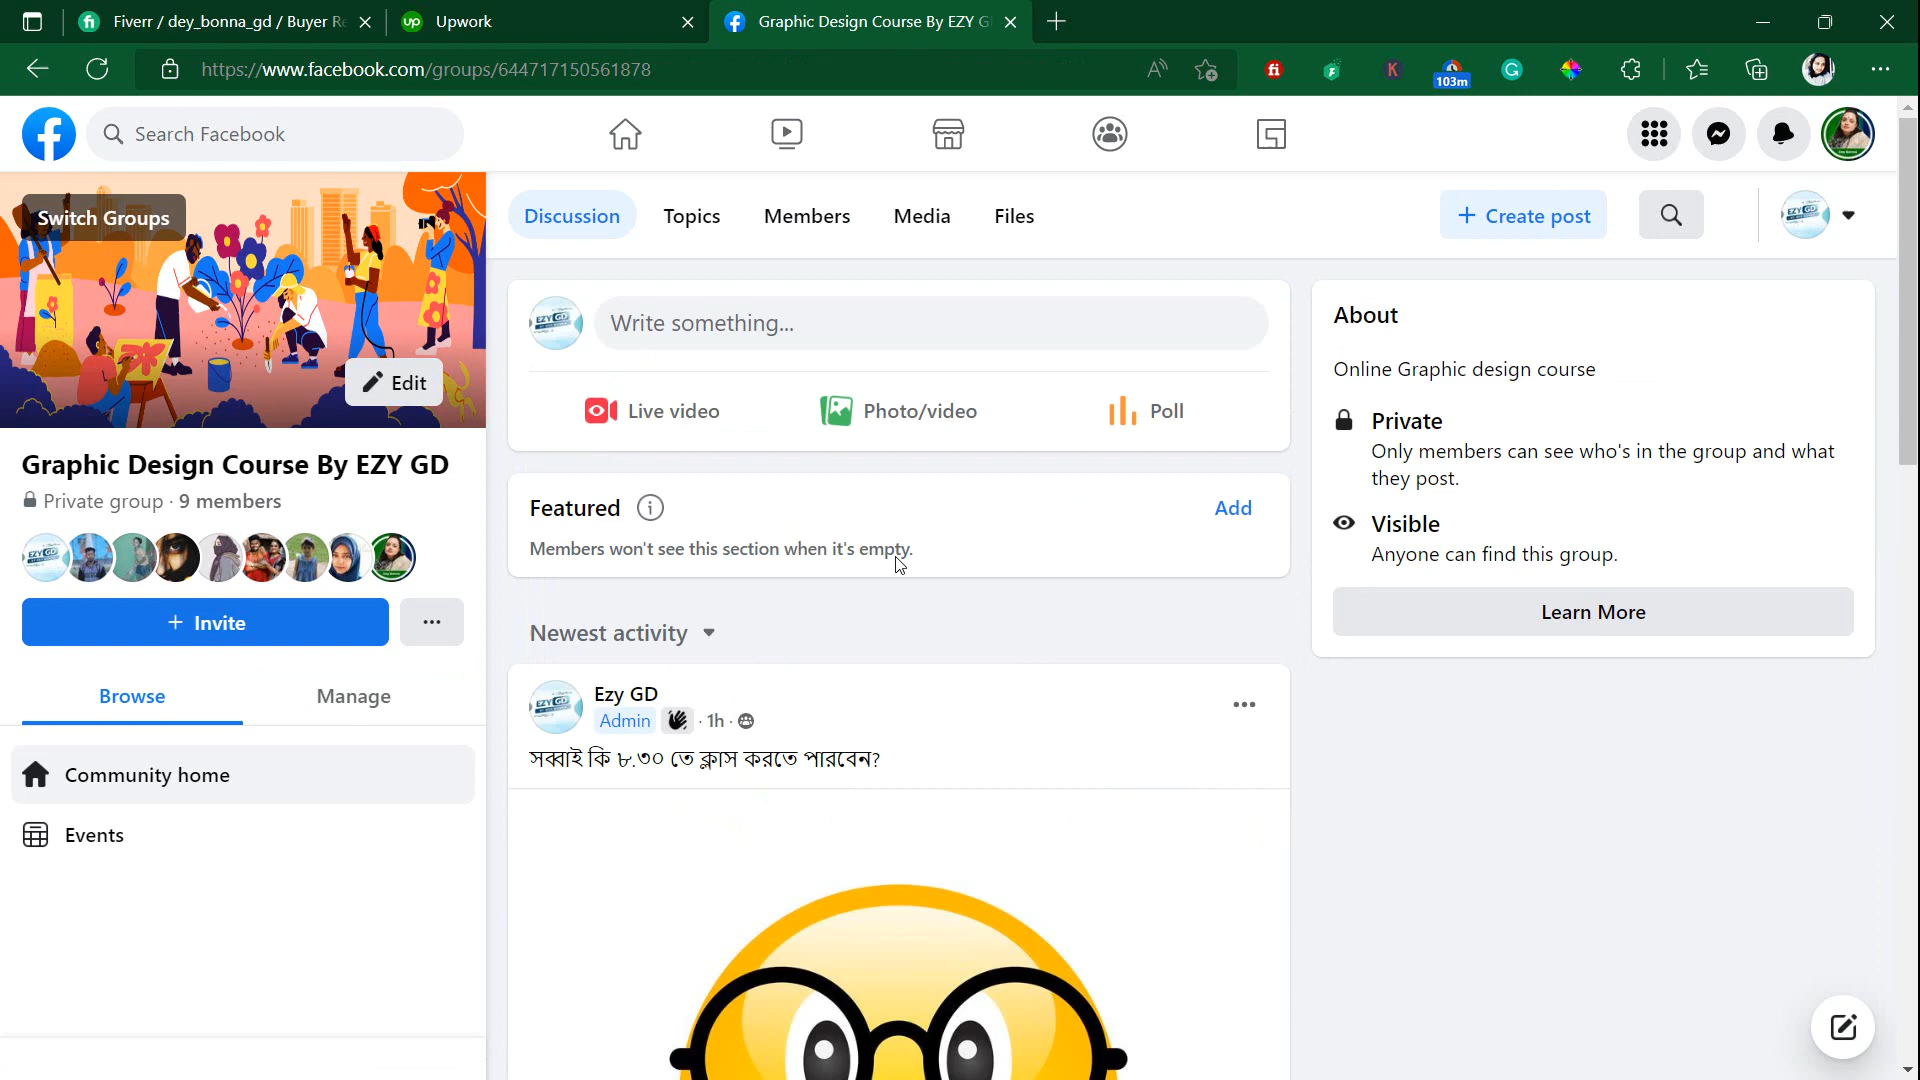 Fiverr / dey_bonna_gd / Buyer Re
Upwork
Graphic Design Course By EZY G
https://www.facebook.com/groups/644717150561878
103m
Search Facebook
Switch Groups
Edit
Graphic Design Course By EZY GD
Private group · 9 members
+ Invite
Browse
Manage
Community home
Events
Discussion
Topics
Members
Media
Files
+ Create post
Write something...
Live video
Photo/video
Poll
Featured
Add
Members won't see this section when it's empty.
Newest activity
Ezy GD
Admin · 1h ·
সব্বাই কি ৮.৩০ তে ক্লাস করতে পারবেন?
About
Online Graphic design course
Private
Only members can see who's in the group and what
they post.
Visible
Anyone can find this group.
Learn More